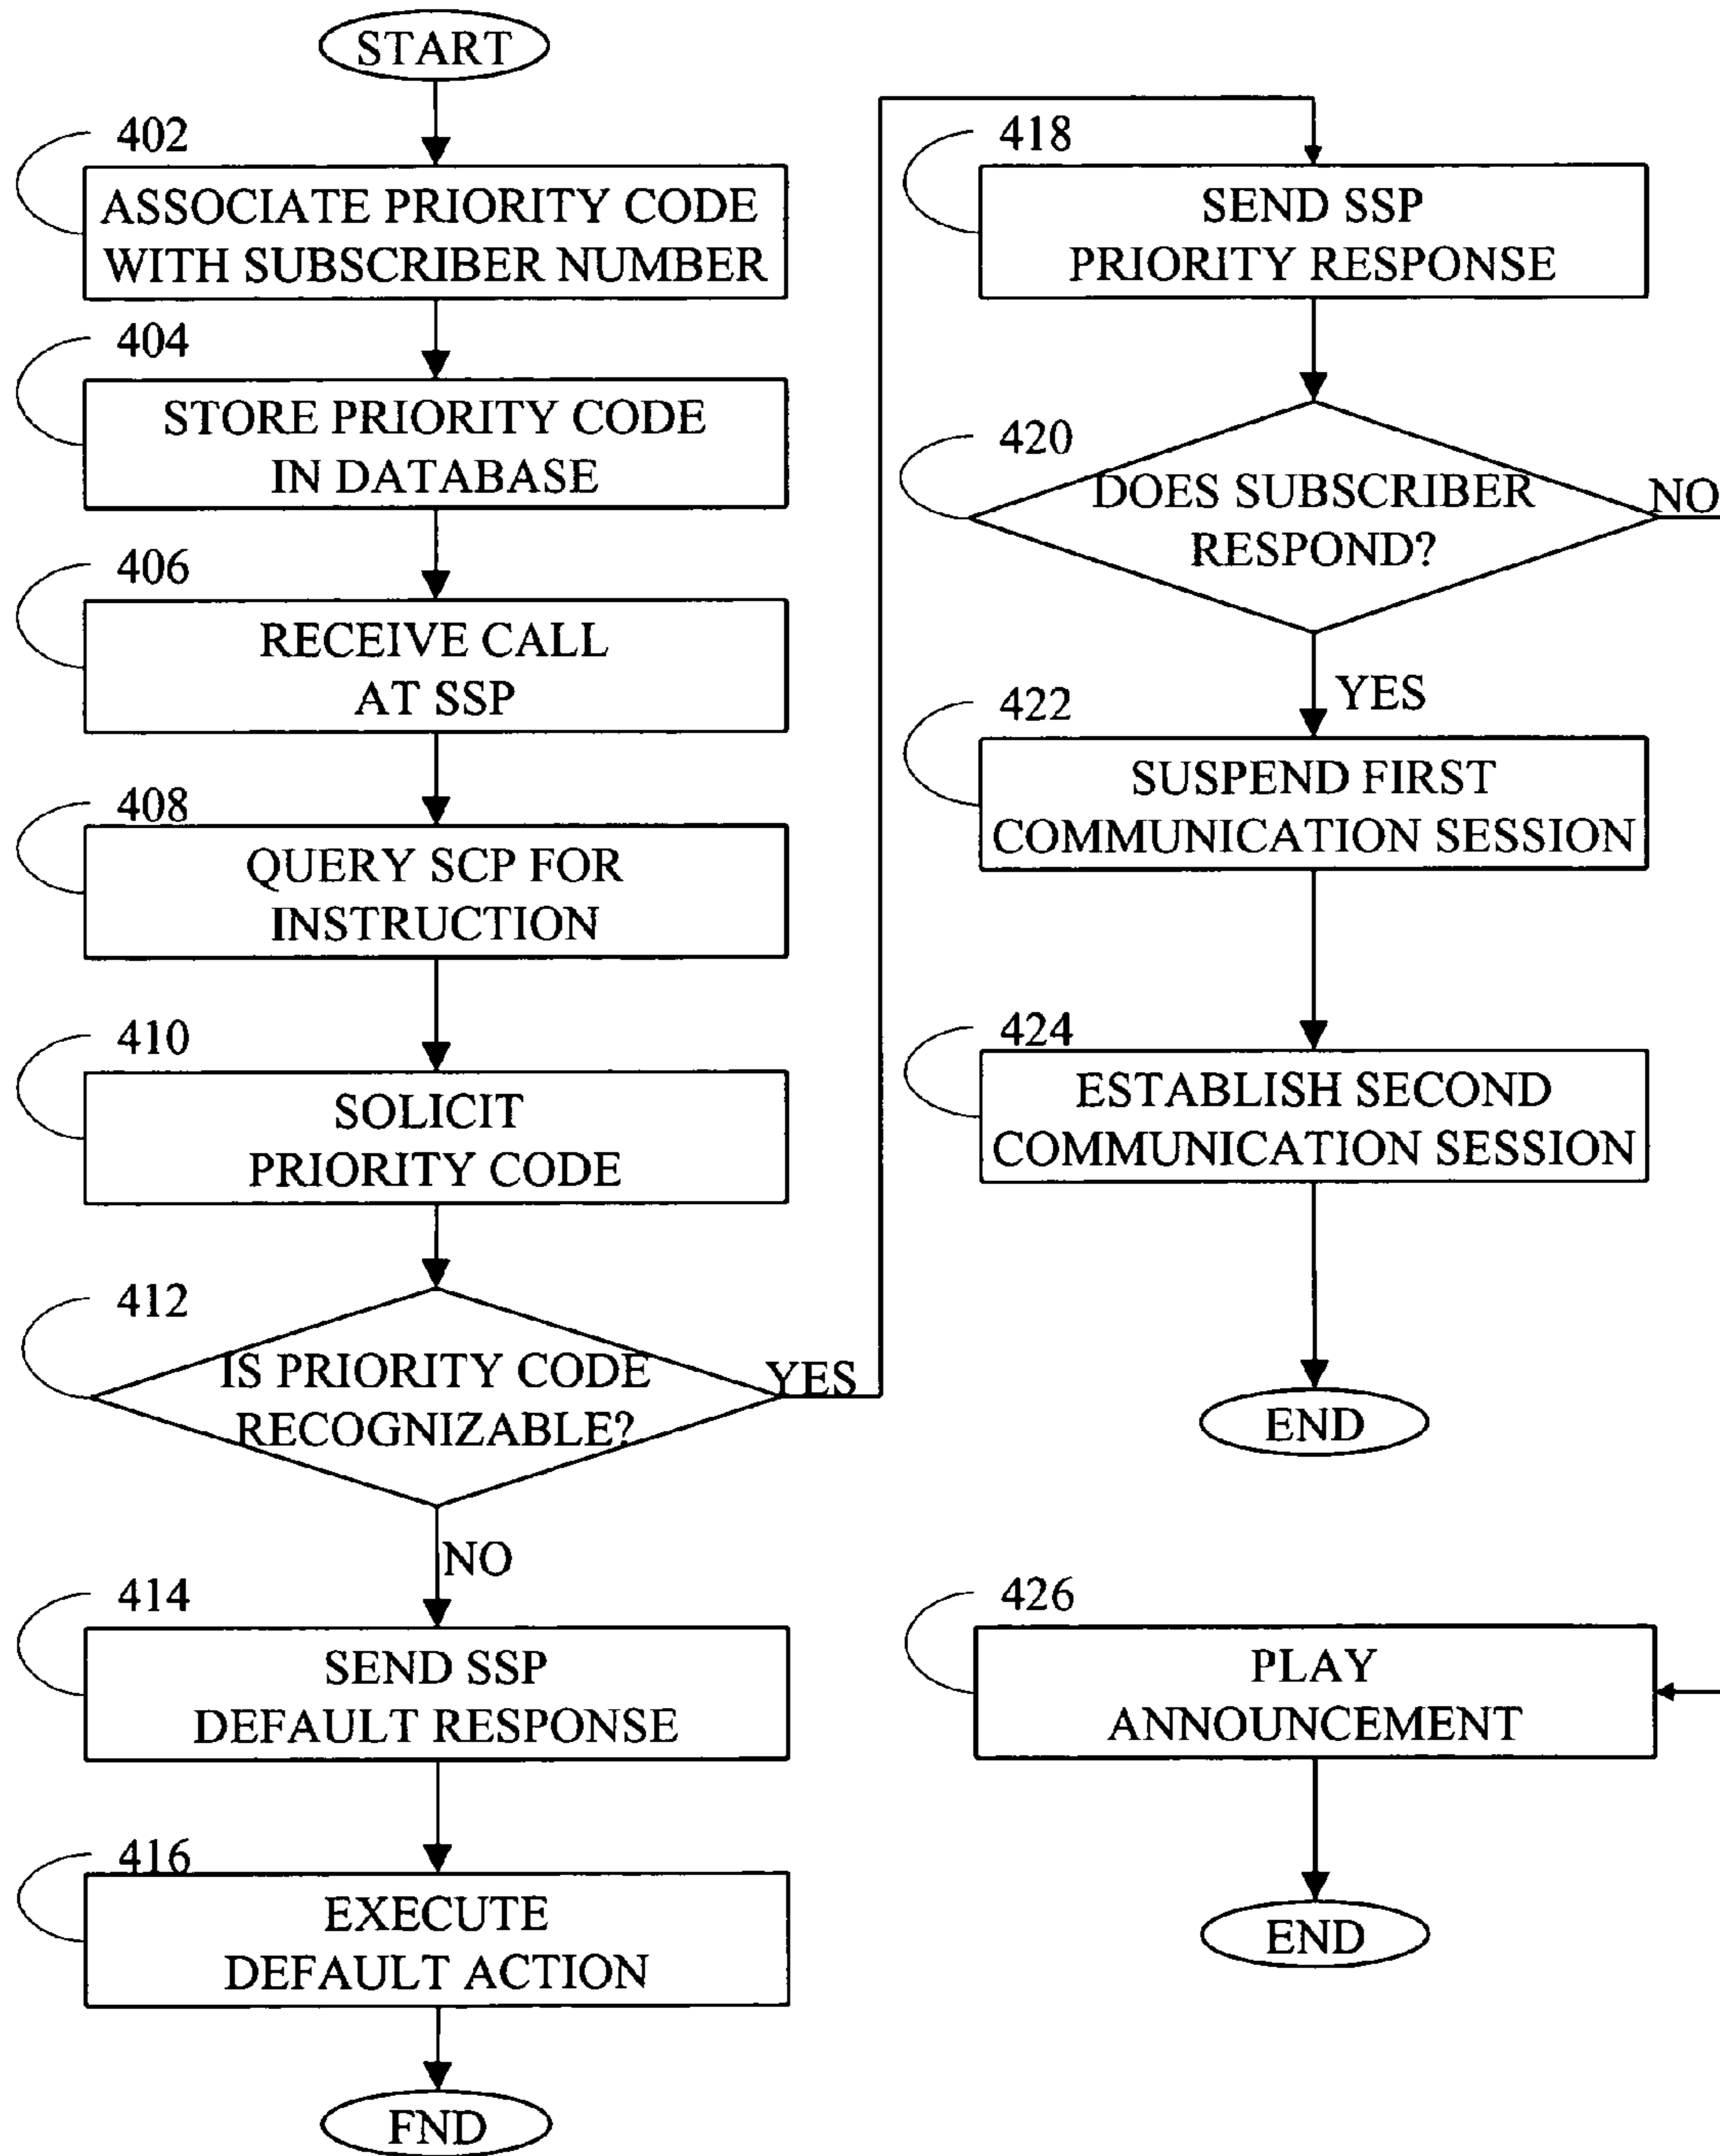 START
402
ASSOCIATE PRIORITY CODE
WITH SUBSCRIBER NUMBER
404
STORE PRIORITY CODE
IN DATABASE
406
RECEIVE CALL
AT SSP
408
QUERY SCP FOR
INSTRUCTION
410
SOLICIT
PRIORITY CODE
412
IS PRIORITY CODE
RECOGNIZABLE?
YES
NO
414
SEND SSP
DEFAULT RESPONSE
416
EXECUTE
DEFAULT ACTION
FND
418
SEND SSP
PRIORITY RESPONSE
420
DOES SUBSCRIBER
RESPOND?
NO
YES
422
SUSPEND FIRST
COMMUNICATION SESSION
424
ESTABLISH SECOND
COMMUNICATION SESSION
END
426
PLAY
ANNOUNCEMENT
END